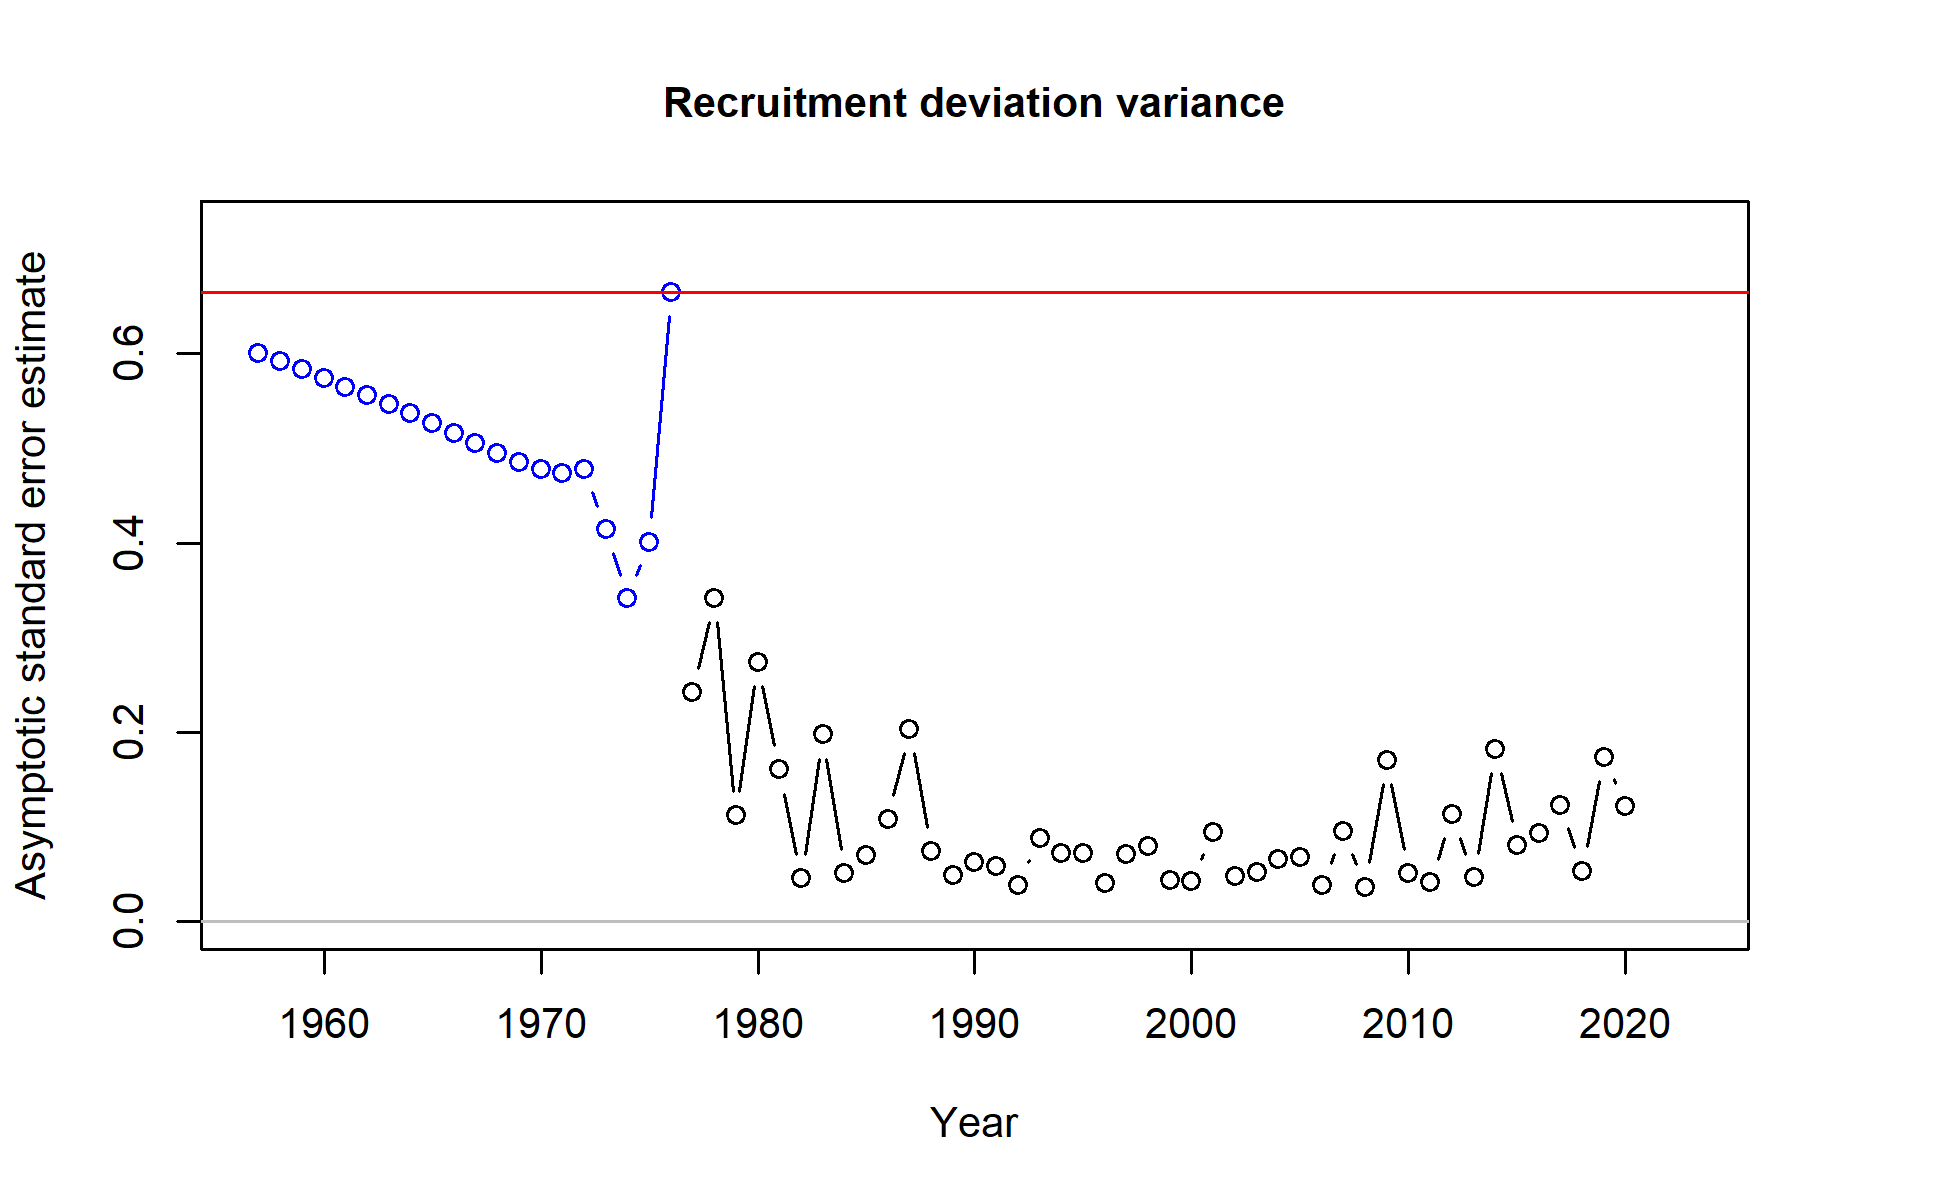 Recruitment deviation variance
Asymptotic standard error estimate
0.6
0.4
0.2
0.0
1960 1970 1980 1990 2000 2010 2020
Year